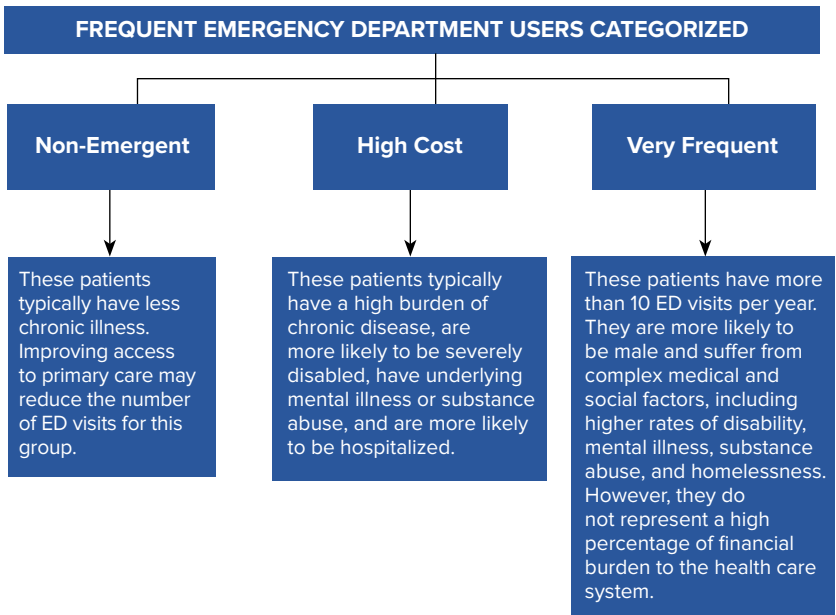 FREQUENT EMERGENCY DEPARTMENT USERS CATEGORIZED
Non-Emergent
These patients
typically have less
chronic illness.
Improving access
to primary care may
reduce the number
of ED visits for this
group.
High Cost
These patients typically
have a high burden of
chronic disease, are
more likely to be severely
disabled, have underlying
mental illness or substance
abuse, and are more likely
to be hospitalized.
Very Frequent
These patients have more
than 10 ED visits per year.
They are more likely to
be male and suffer from
complex medical and
social factors, including
higher rates of disability,
mental illness, substance
abuse, and homelessness.
However, they do
not represent a high
percentage of financial
burden to the health care
system.